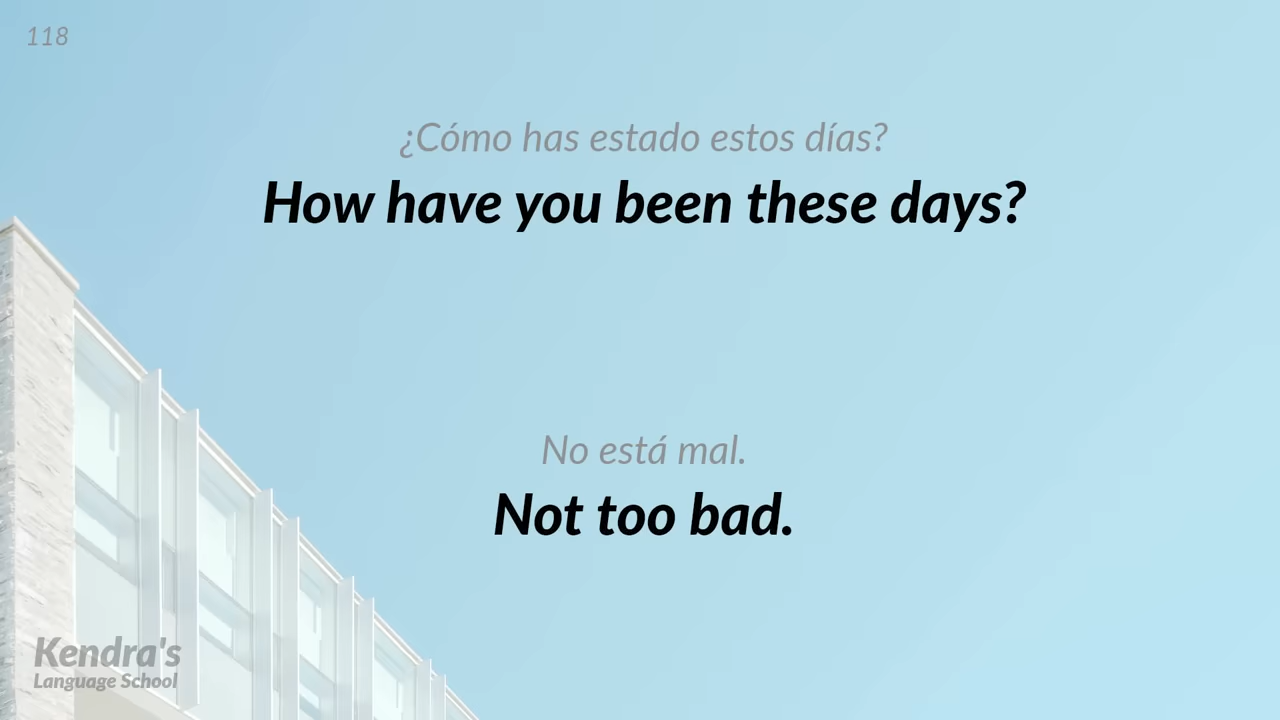 118
¿Cómo has estado estos días?
How have you been these days?
No está mal.
Not too bad.
Kendra's
Language School